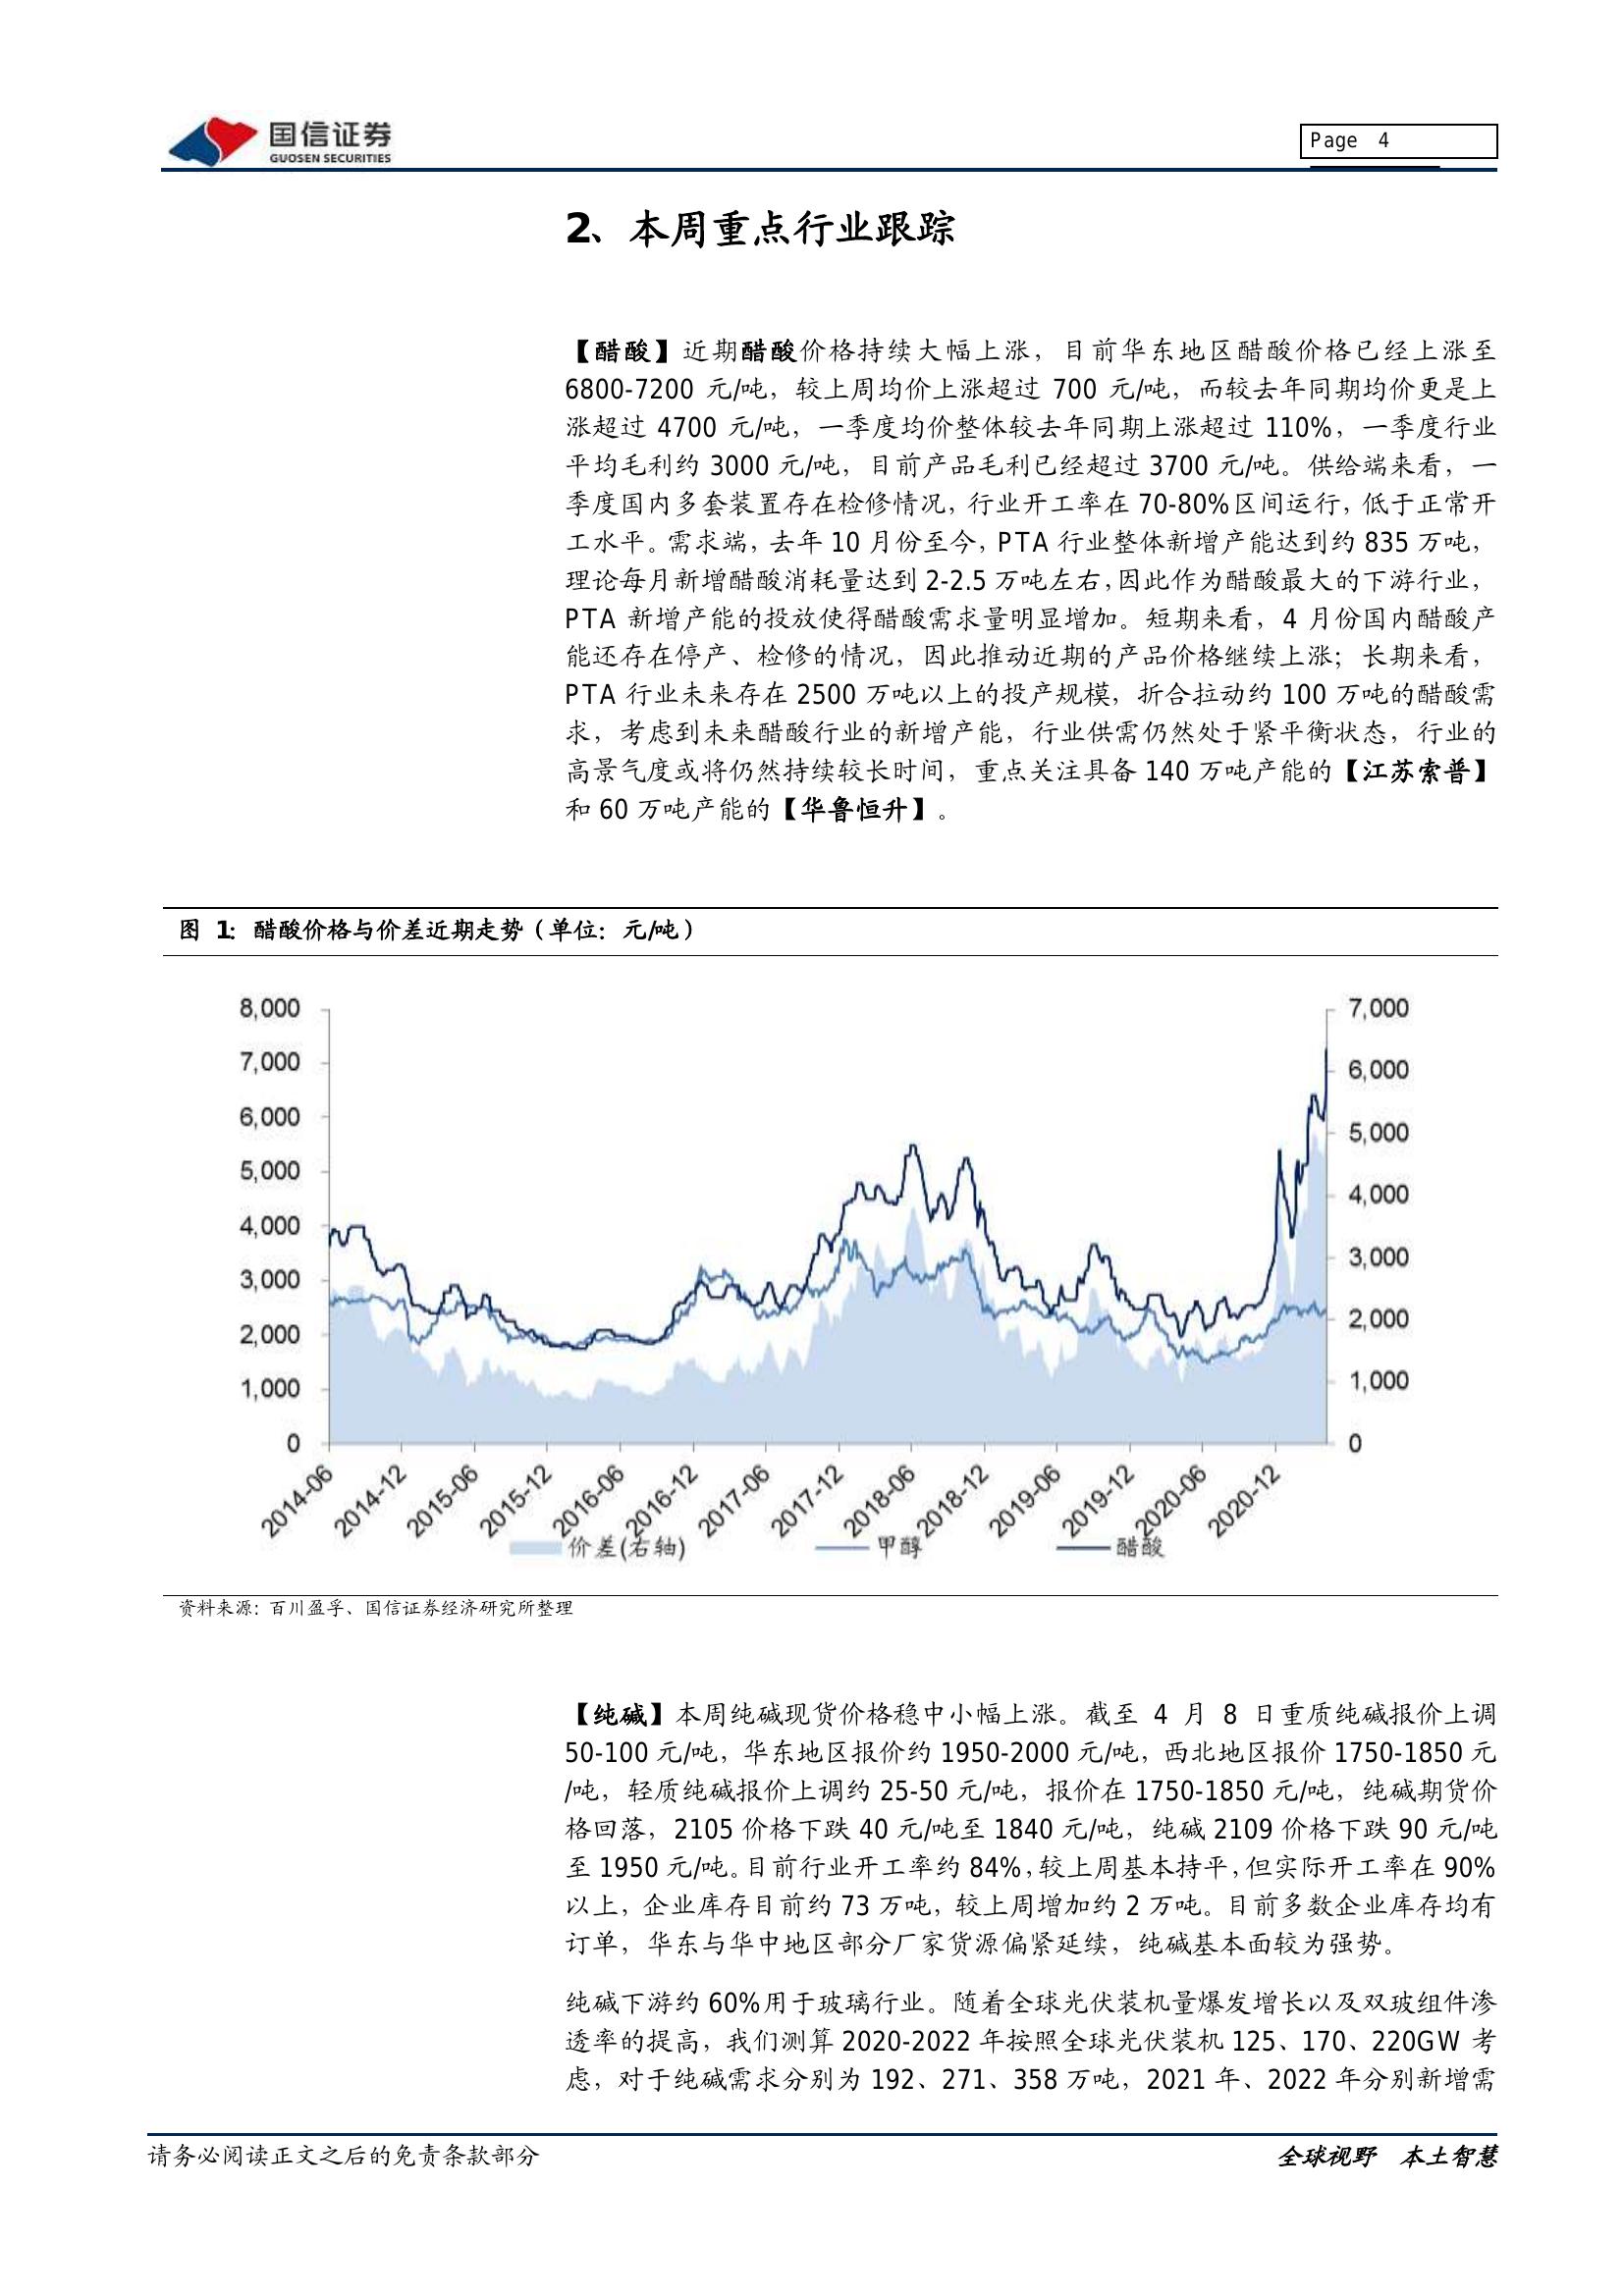 国信证券
GUOSEN SECURITIES
Page 4
2、本周重点行业跟踪
【醋酸】近期醋酸价格持续大幅上涨，目前华东地区醋酸价格已经上涨至
6800-7200 元/吨，较上周均价上涨超过 700 元/吨，而较去年同期均价更是上
涨超过 4700 元/吨，一季度均价整体较去年同期上涨超过 110%，一季度行业
平均毛利约 3000 元/吨，目前产品毛利已经超过 3700 元/吨。供给端来看，一
季度国内多套装置存在检修情况，行业开工率在 70-80%区间运行，低于正常开
工水平。需求端，去年 10 月份至今，PTA 行业整体新增产能达到约 835 万吨，
理论每月新增醋酸消耗量达到 2-2.5 万吨左右，因此作为醋酸最大的下游行业，
PTA 新增产能的投放使得醋酸需求量明显增加。短期来看，4 月份国内醋酸产
能还存在停产、检修的情况，因此推动近期的产品价格继续上涨；长期来看，
PTA 行业未来存在 2500 万吨以上的投产规模，折合拉动约 100 万吨的醋酸需
求，考虑到未来醋酸行业的新增产能，行业供需仍然处于紧平衡状态，行业的
高景气度或将仍然持续较长时间，重点关注具备 140 万吨产能的【江苏索普】
和 60 万吨产能的【华鲁恒升】。
图 1：醋酸价格与价差近期走势（单位：元/吨）
8,000
7,000
6,000
5,000
4,000
3,000
2,000
1,000
0
7,000
6,000
5,000
4,000
3,000
2,000
1,000
0
2014-06
2014-12
2015-06
2015-12
2016-06
2016-12
2017-06
2017-12
2018-06
2018-12
2019-06
2019-12
2020-06
2020-12
价差(右轴)
甲醇
醋酸
资料来源：百川盈孚、国信证券经济研究所整理
【纯碱】本周纯碱现货价格稳中小幅上涨。截至 4 月 8 日重质纯碱报价上调
50-100 元/吨，华东地区报价约 1950-2000 元/吨，西北地区报价 1750-1850 元
/吨，轻质纯碱报价上调约 25-50 元/吨，报价在 1750-1850 元/吨，纯碱期货价
格回落，2105 价格下跌 40 元/吨至 1840 元/吨，纯碱 2109 价格下跌 90 元/吨
至 1950 元/吨。目前行业开工率约 84%，较上周基本持平，但实际开工率在 90%
以上，企业库存目前约 73 万吨，较上周增加约 2 万吨。目前多数企业库存均有
订单，华东与华中地区部分厂家货源偏紧延续，纯碱基本面较为强势。
纯碱下游约 60%用于玻璃行业。随着全球光伏装机量爆发增长以及双玻组件渗
透率的提高，我们测算 2020-2022 年按照全球光伏装机 125、170、220GW 考
虑，对于纯碱需求分别为 192、271、358 万吨，2021 年、2022 年分别新增需
请务必阅读正文之后的免责条款部分
全球视野 本土智慧